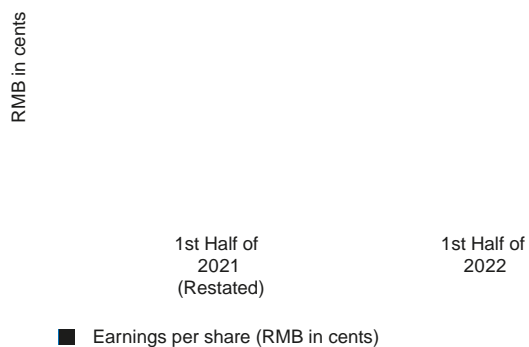 RMB in cents
1st Half of
2021
(Restated)
1st Half of
2022
Earnings per share (RMB in cents)